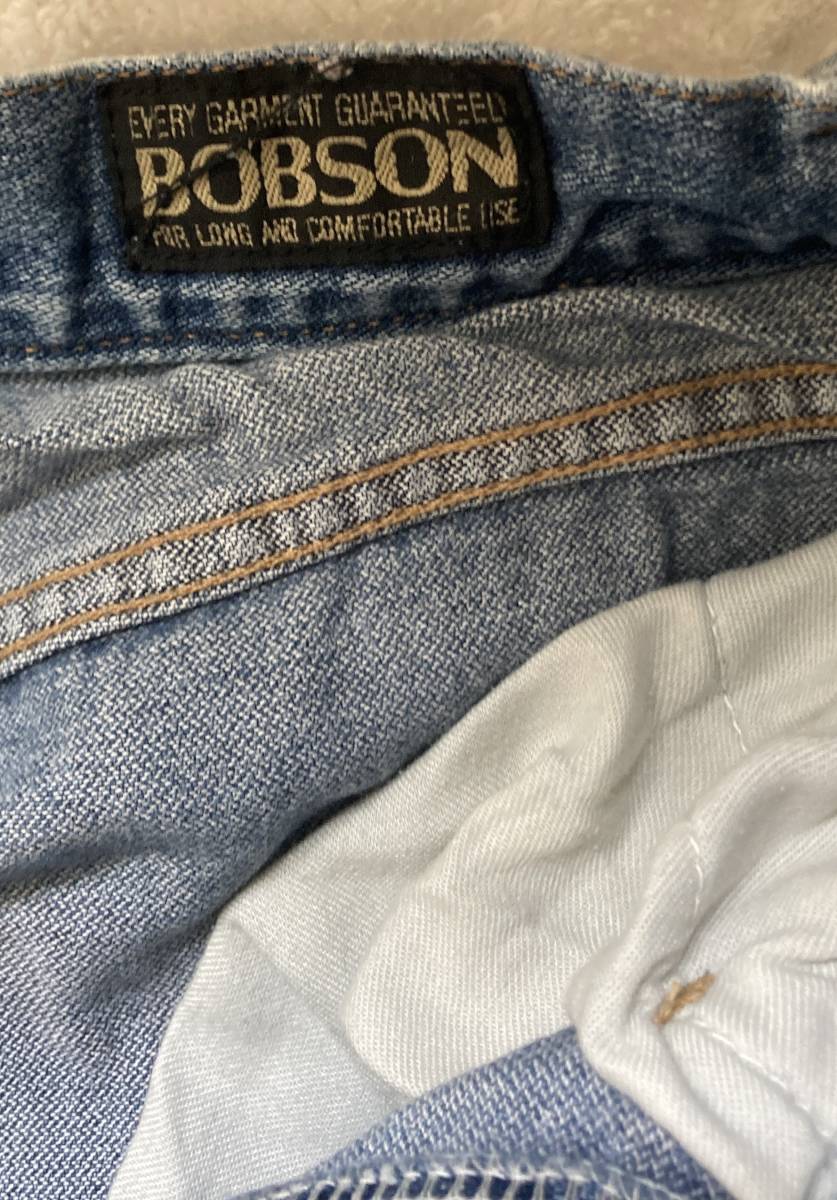 EVERY GARMENT GUARANTEED
BOBSON
FOR LONG AND COMFORTABLE USE